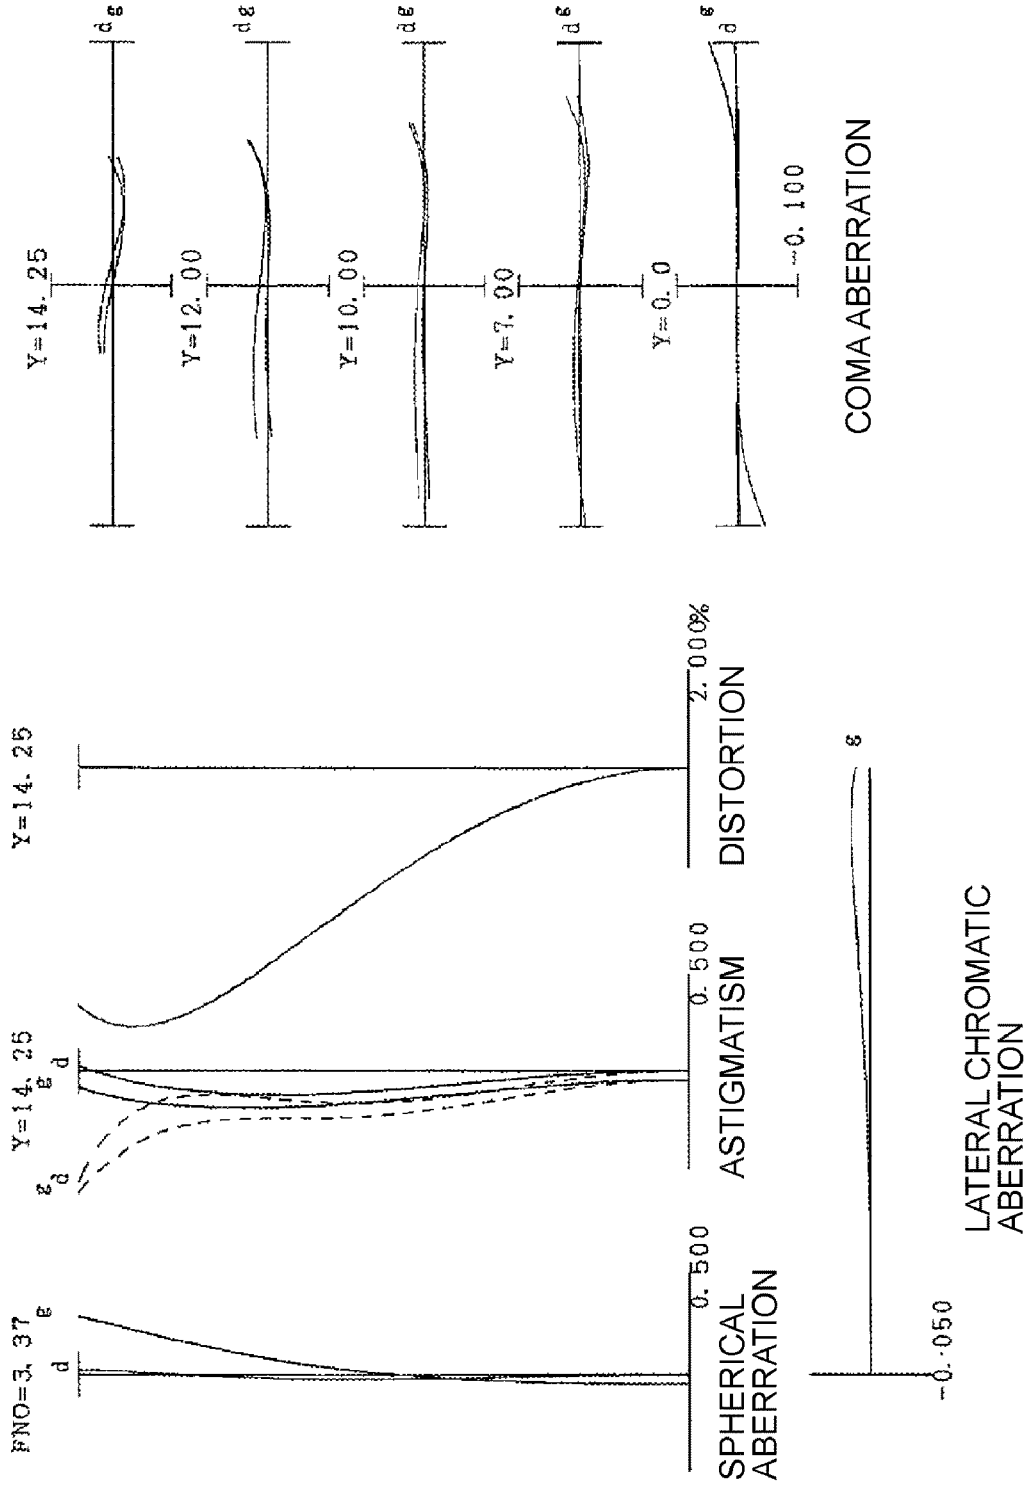 FNO=3.37
d
g
0.500
SPHERICAL
ABERRATION
Y=14.25
g
d
g
d
0.500
ASTIGMATISM
Y=14.25
2.000%
DISTORTION
g
-0.050
LATERAL CHROMATIC
ABERRATION
Y=14.25
d
g
Y=12.00
d
g
Y=10.00
d
g
Y=7.00
d
g
Y=0.0
d
g
-0.100
COMA ABERRATION